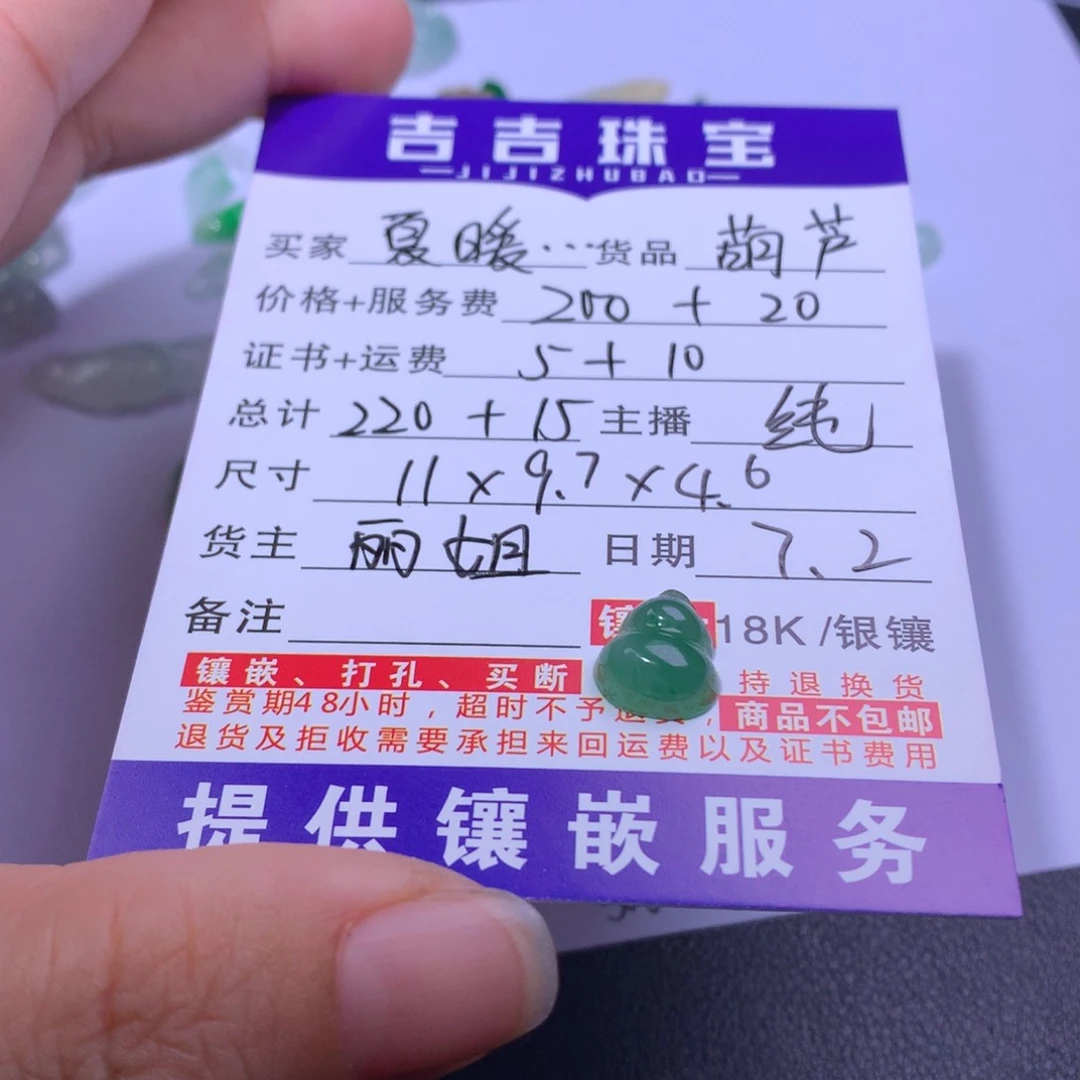 吉吉珠宝
JIJIZHUBAO
买家 夏暖... 货品 葫芦
价格+服务费 200 + 20
证书+运费 5 + 10
总计 220 + 15 主播 纯
尺寸 11 x 9.7 x 4.6
货主 丽姐 日期 7.2
备注 镶 18K /银镶
镶嵌、打孔、买断 持退换货
鉴赏期48小时，超时不予退货，商品不包邮
退货及拒收需要承担来回运费以及证书费用
提供镶嵌服务